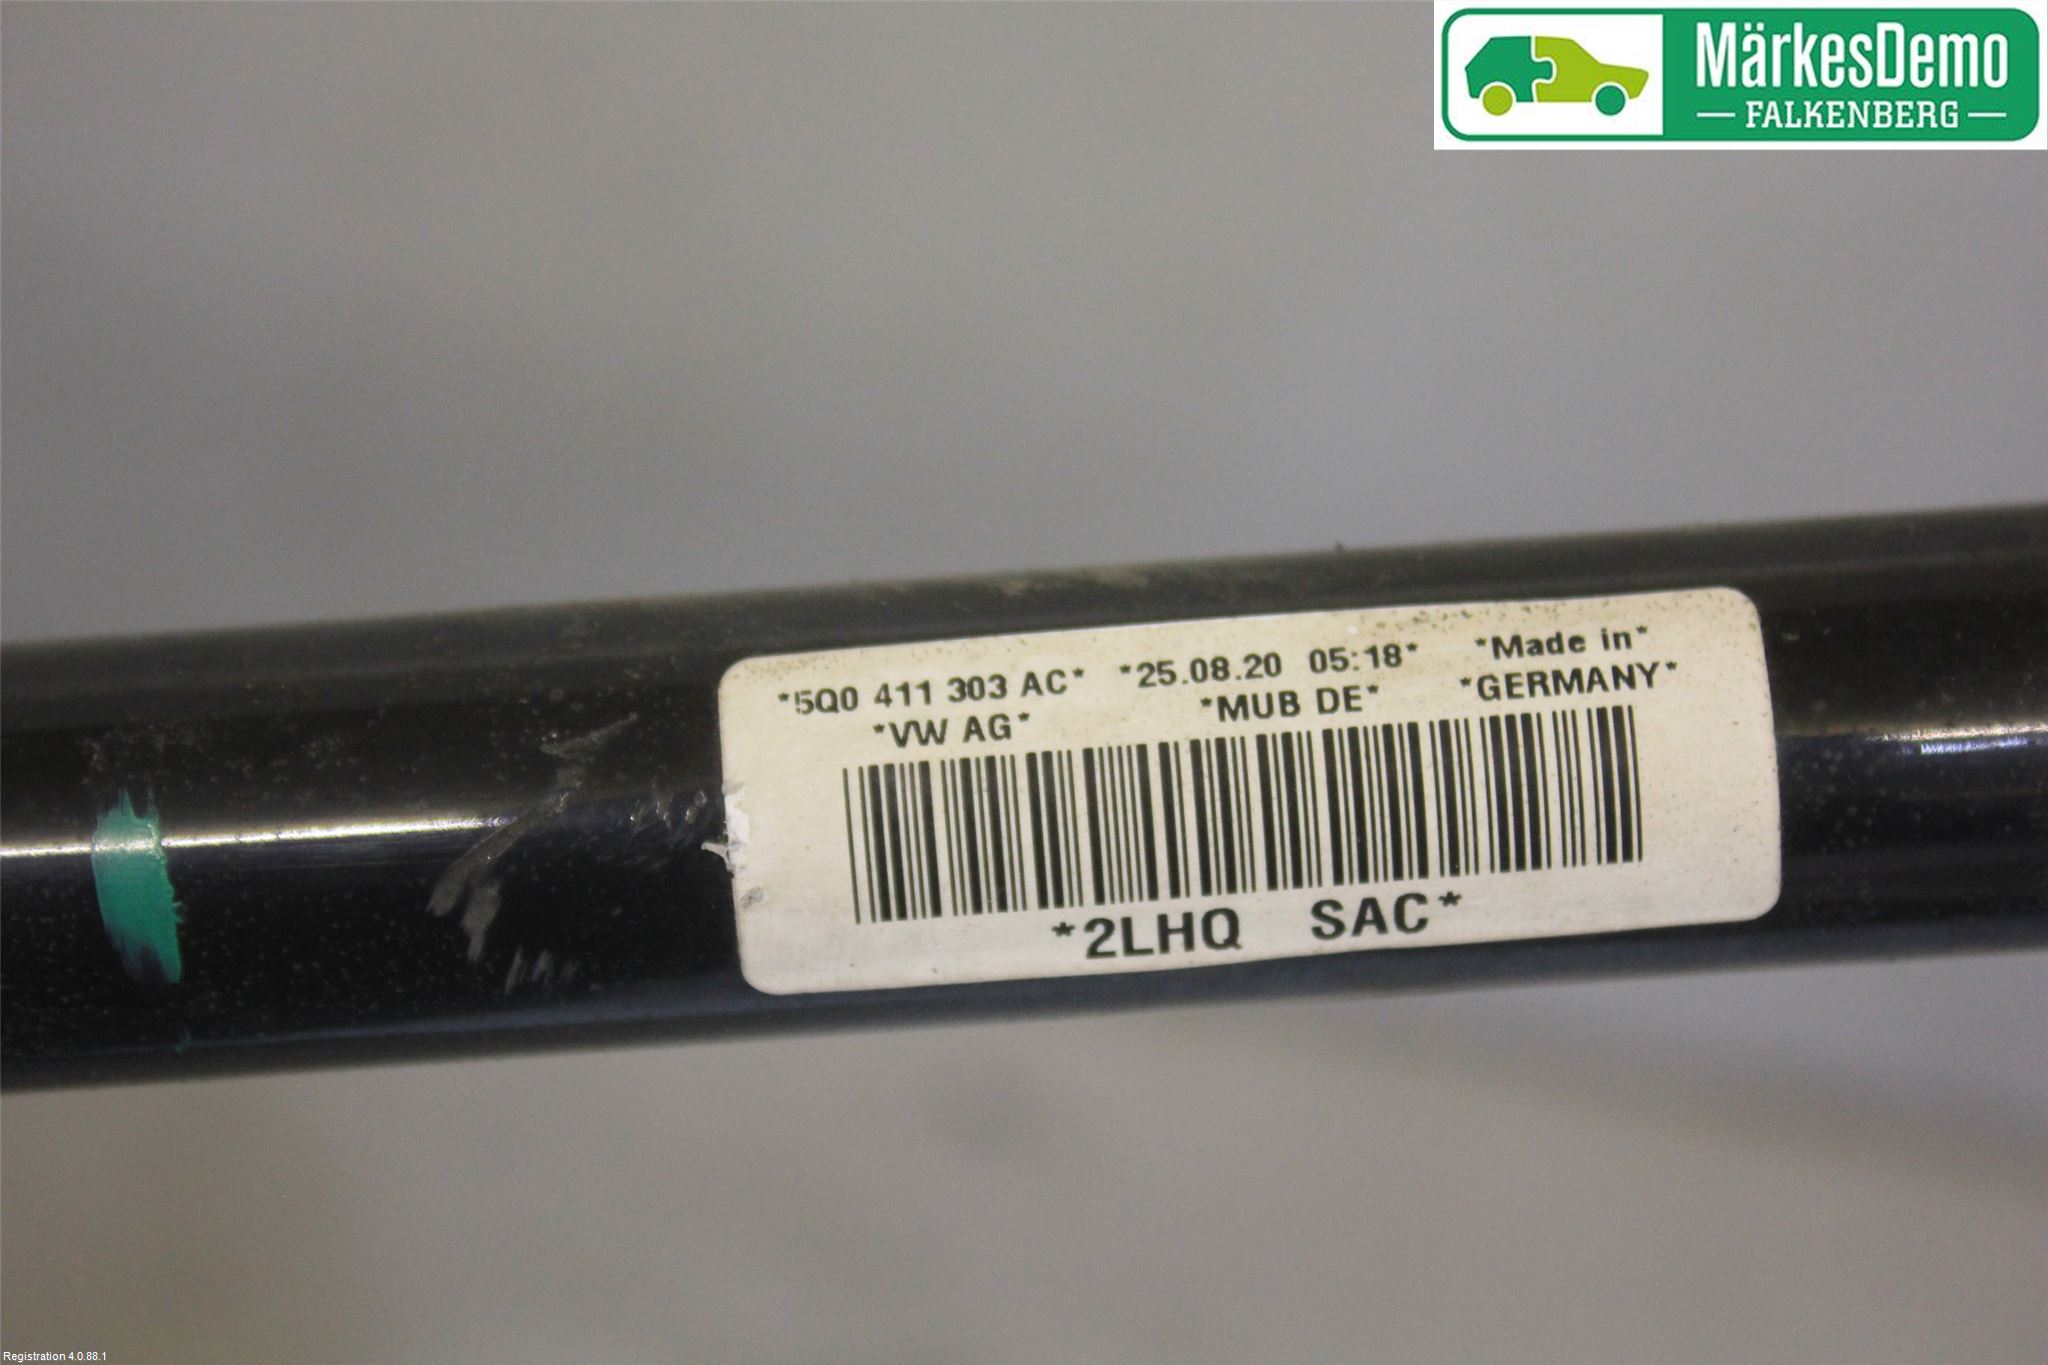 MärkesDemo
FALKENBERG
*5Q0 411 303 AC* *25.08.20 05:18* *Made in*
*VW AG* *MUB DE* *GERMANY*
*2LHQ SAC*
Registration 4.0.88.1